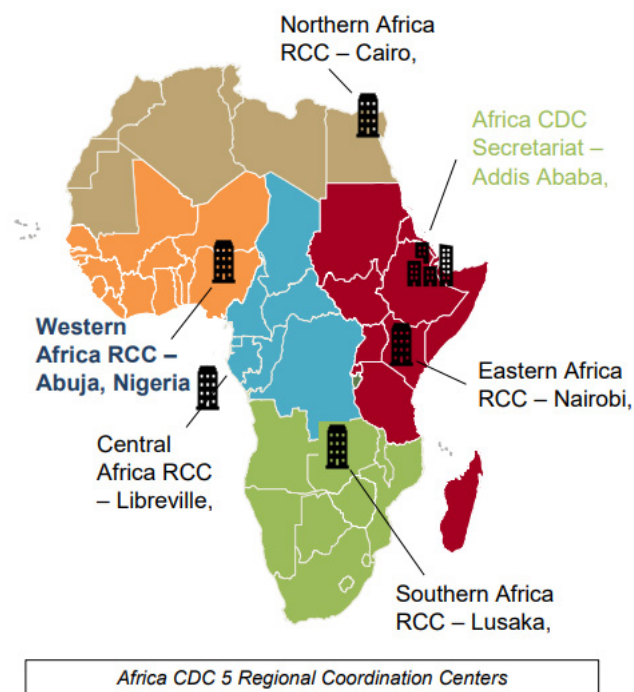 Northern Africa
RCC – Cairo,
Africa CDC
Secretariat –
Addis Ababa,
Western
Africa RCC –
Abuja, Nigeria
Eastern Africa
RCC – Nairobi,
Central
Africa RCC
– Libreville,
Southern Africa
RCC – Lusaka,
Africa CDC 5 Regional Coordination Centers